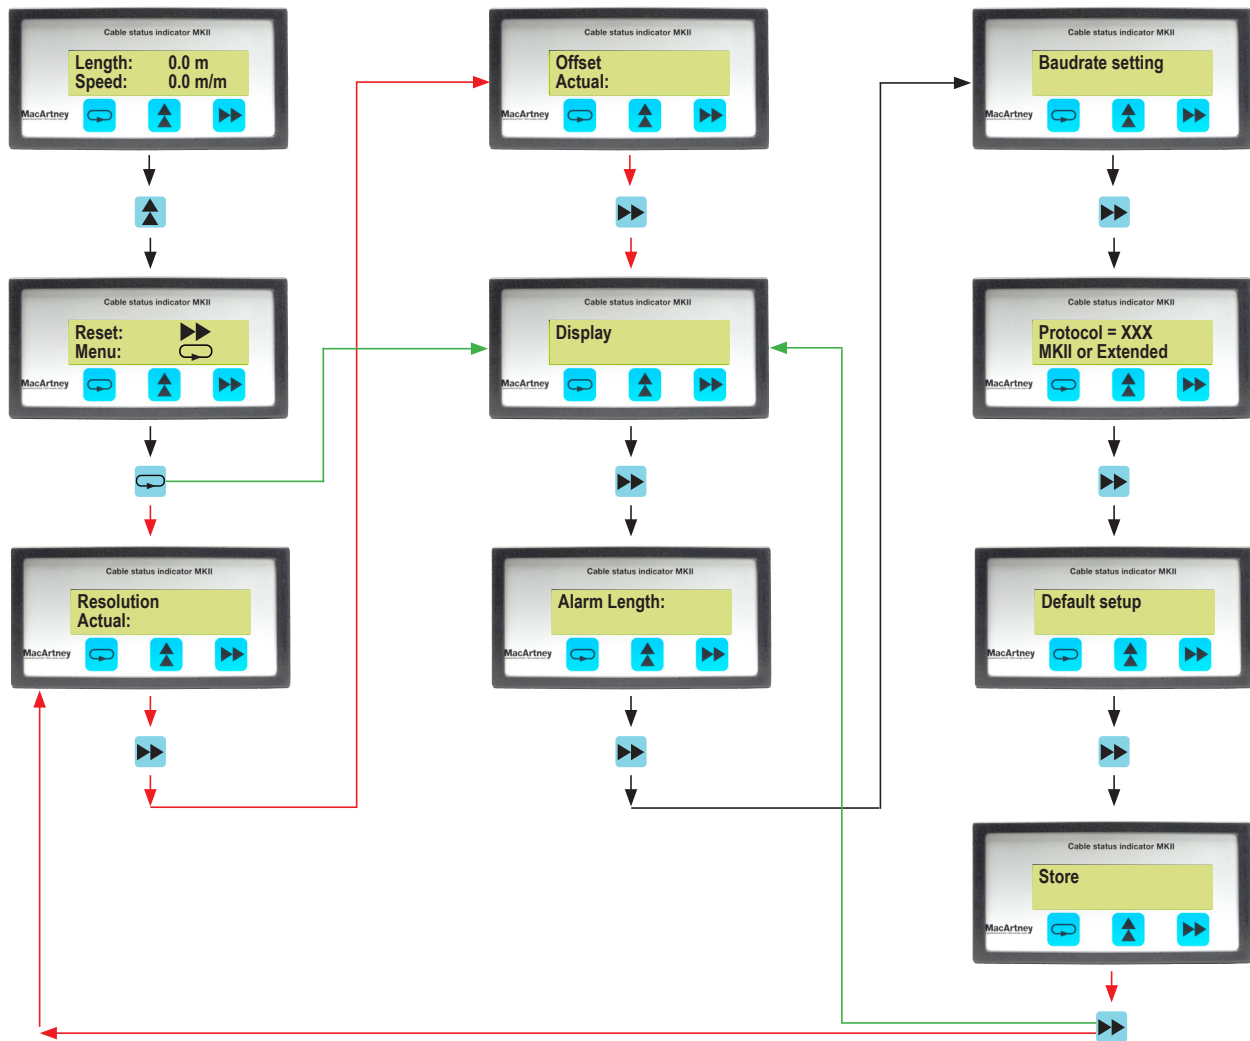 Cable status indicator MKII
Length: 0.0 m
Speed: 0.0 m/m
MacArtney
Cable status indicator MKII
Reset:
Menu:
MacArtney
Cable status indicator MKII
Resolution
Actual:
MacArtney
Cable status indicator MKII
Offset
Actual:
MacArtney
Cable status indicator MKII
Display
MacArtney
Cable status indicator MKII
Alarm Length:
MacArtney
Cable status indicator MKII
Baudrate setting
MacArtney
Cable status indicator MKII
Protocol = XXX
MKII or Extended
MacArtney
Cable status indicator MKII
Default setup
MacArtney
Cable status indicator MKII
Store
MacArtney